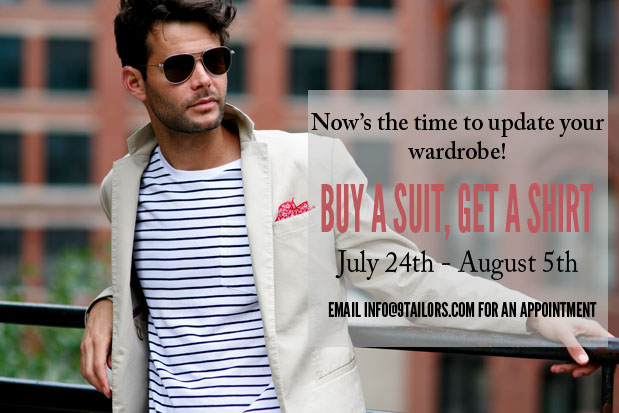 Now's the time to update your
wardrobe!
BUY A SUIT, GET A SHIRT
July 24th - August 5th
EMAIL INFO@9TAILORS.COM FOR AN APPOINTMENT